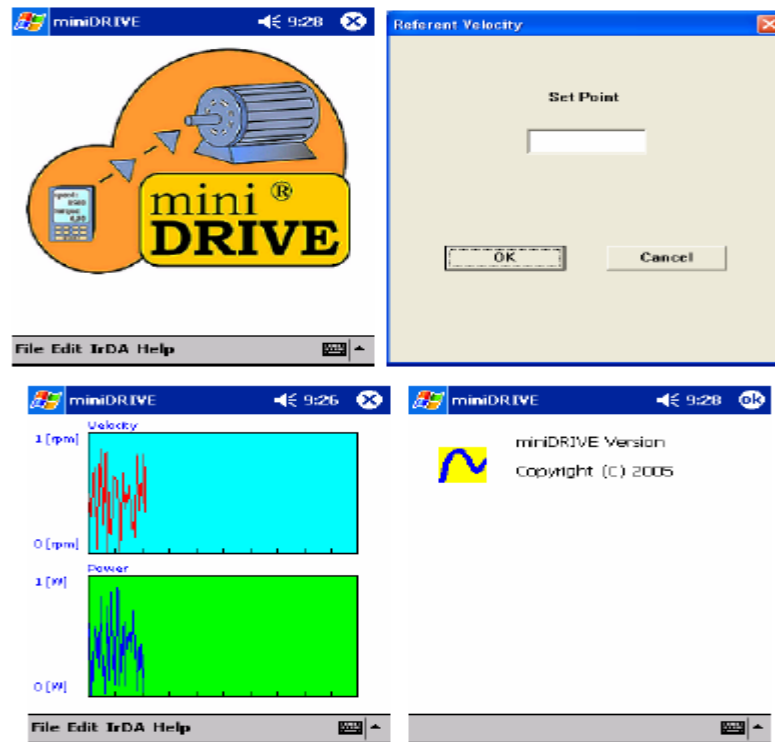 miniDRIVE 9:28
mini ®
DRIVE
File Edit IrDA Help
Referent Velocity
Set Point
OK Cancel
miniDRIVE 9:26
Velocity
1 [rpm]
0 [rpm]
Power
1 [W]
0 [W]
File Edit IrDA Help
miniDRIVE 9:28 ok
miniDRIVE Version
Copyright (C) 2005